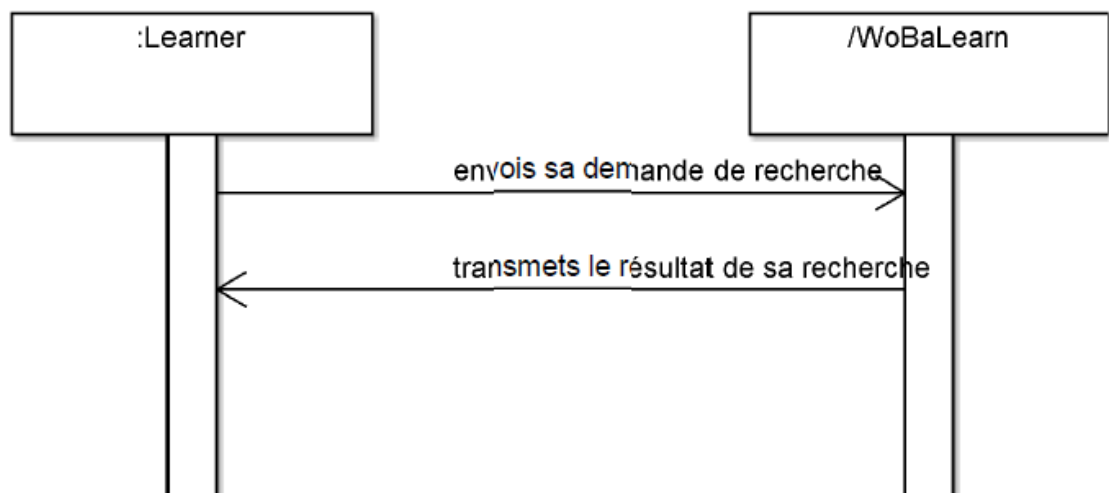 :Learner
/WoBaLearn
envois sa demande de recherche
transmets le résultat de sa recherche